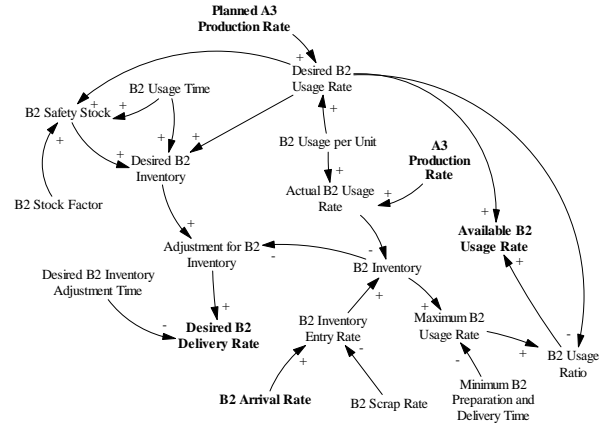 Planned A3
Production Rate
+
Desired B2
Usage Rate
B2 Usage Time
+
+
B2 Safety Stock
+
+
+
+
B2 Usage per Unit
A3
Production
Rate
+
Desired B2
Inventory
+
Actual B2 Usage
Rate
+
B2 Stock Factor
+
+
Available B2
Usage Rate
+
Adjustment for B2
Inventory
-
-
B2 Inventory
Desired B2 Inventory
Adjustment Time
+
+
+
-
Desired B2
Delivery Rate
B2 Inventory
Entry Rate
Maximum B2
Usage Rate
-
+
B2 Usage
Ratio
+
-
-
Minimum B2
Preparation and
Delivery Time
B2 Arrival Rate
B2 Scrap Rate